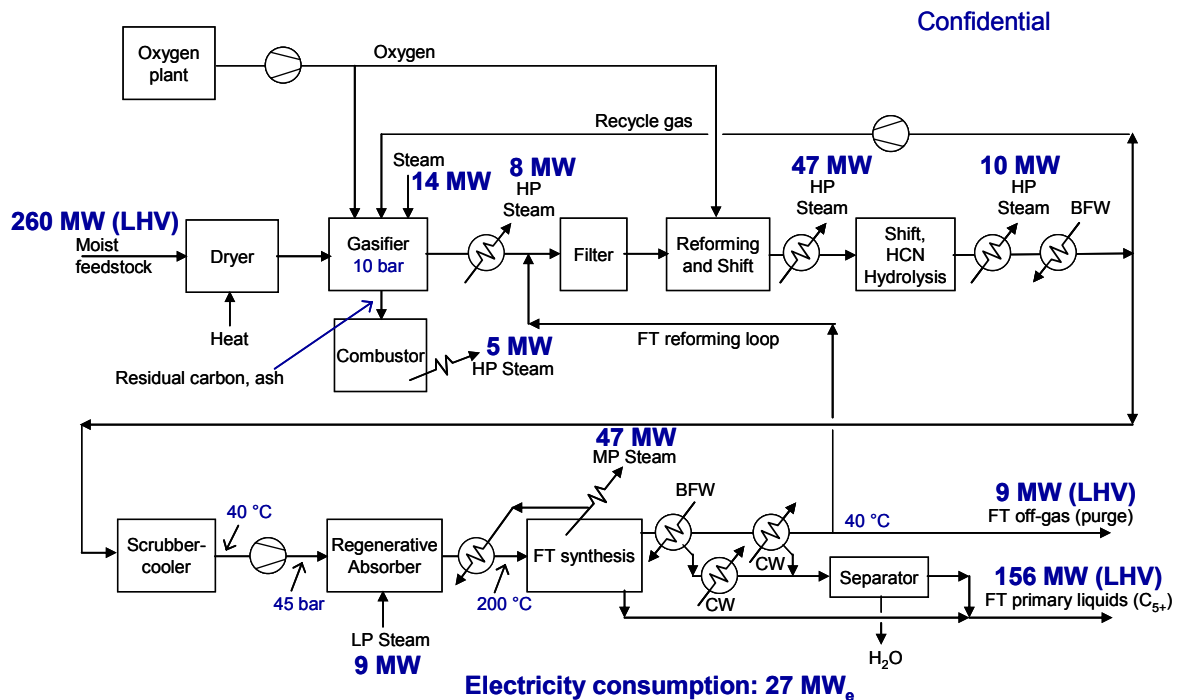 Confidential
Oxygen
plant
Oxygen
Recycle gas
Steam
14 MW
8 MW
HP
Steam
47 MW
HP
Steam
10 MW
HP
Steam
BFW
260 MW (LHV)
Moist
feedstock
Dryer
Gasifier
10 bar
Filter
Reforming
and Shift
Shift,
HCN
Hydrolysis
Heat
Combustor
5 MW
HP Steam
FT reforming loop
Residual carbon, ash
47 MW
MP Steam
BFW
9 MW (LHV)
FT off-gas (purge)
40 °C
40 °C
Scrubber-
cooler
Regenerative
Absorber
FT synthesis
CW
CW
Separator
156 MW (LHV)
FT primary liquids (C5+)
45 bar
200 °C
LP Steam
9 MW
H2O
Electricity consumption: 27 MWe